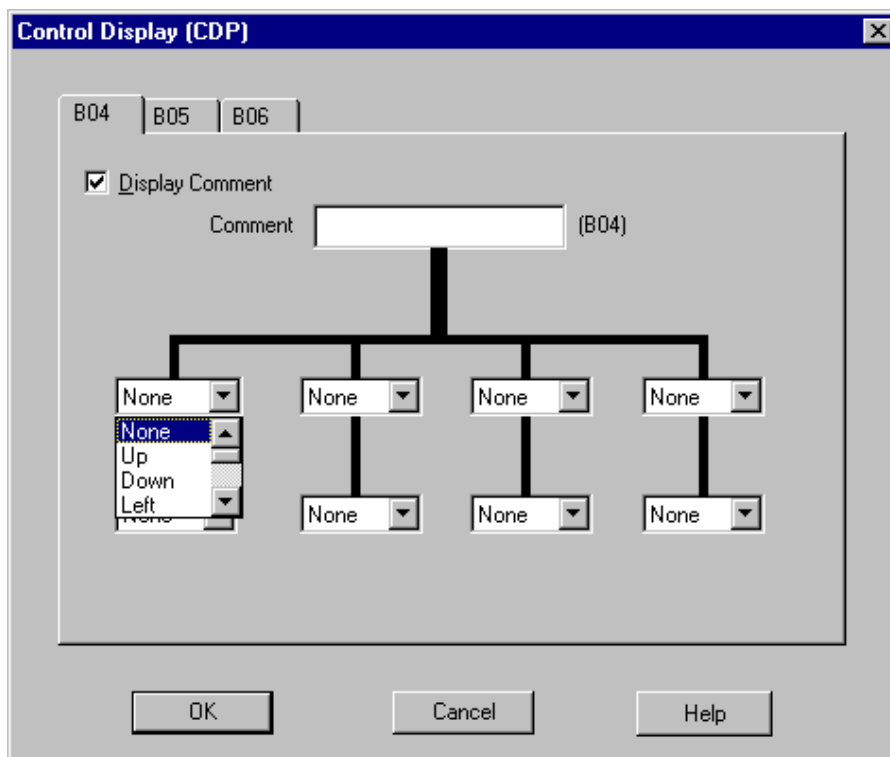 Control Display (CDP)
B04 B05 B06
Display Comment
Comment (B04)
None None None None
None
Up
Down
Left
None None None None
OK Cancel Help